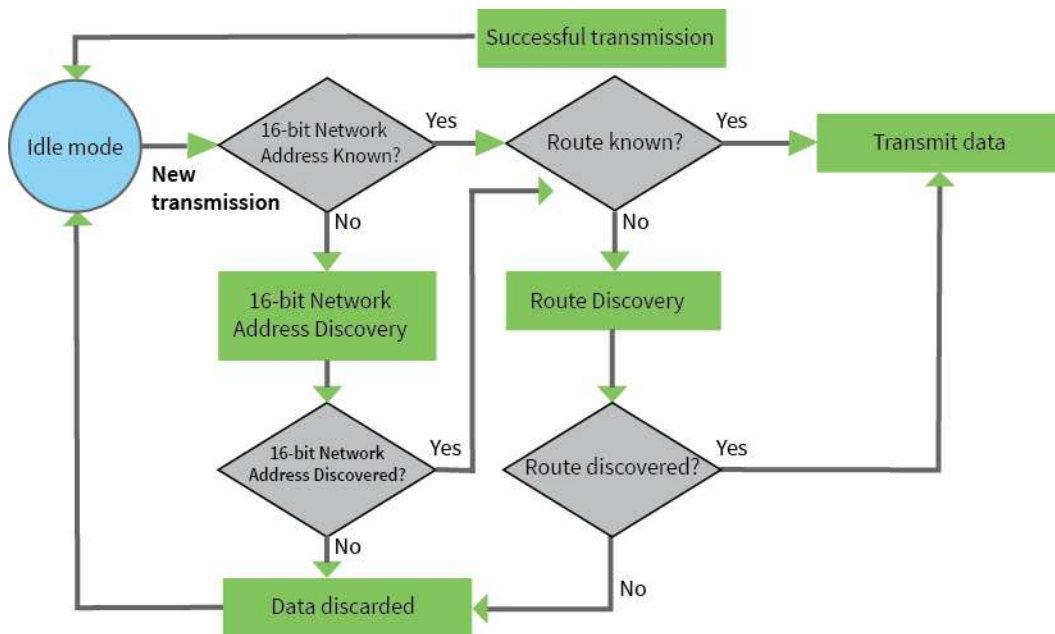 Successful transmission
Idle mode
New
transmission
16-bit Network
Address Known?
Yes
Route known?
Yes
Transmit data
No
No
16-bit Network
Address Discovery
Route Discovery
16-bit Network
Address Discovered?
Yes
Route discovered?
Yes
No
No
Data discarded